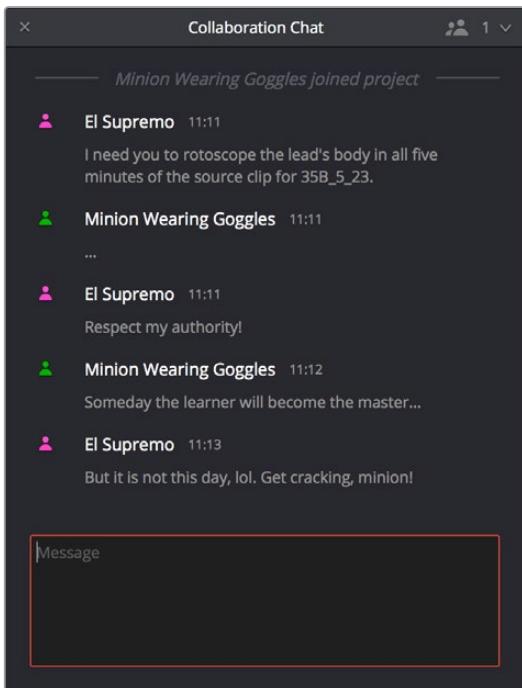 Collaboration Chat
1
Minion Wearing Goggles joined project
El Supremo 11:11
I need you to rotoscope the lead's body in all five
minutes of the source clip for 35B_5_23.
Minion Wearing Goggles 11:11
...
El Supremo 11:11
Respect my authority!
Minion Wearing Goggles 11:12
Someday the learner will become the master...
El Supremo 11:13
But it is not this day, lol. Get cracking, minion!
Message